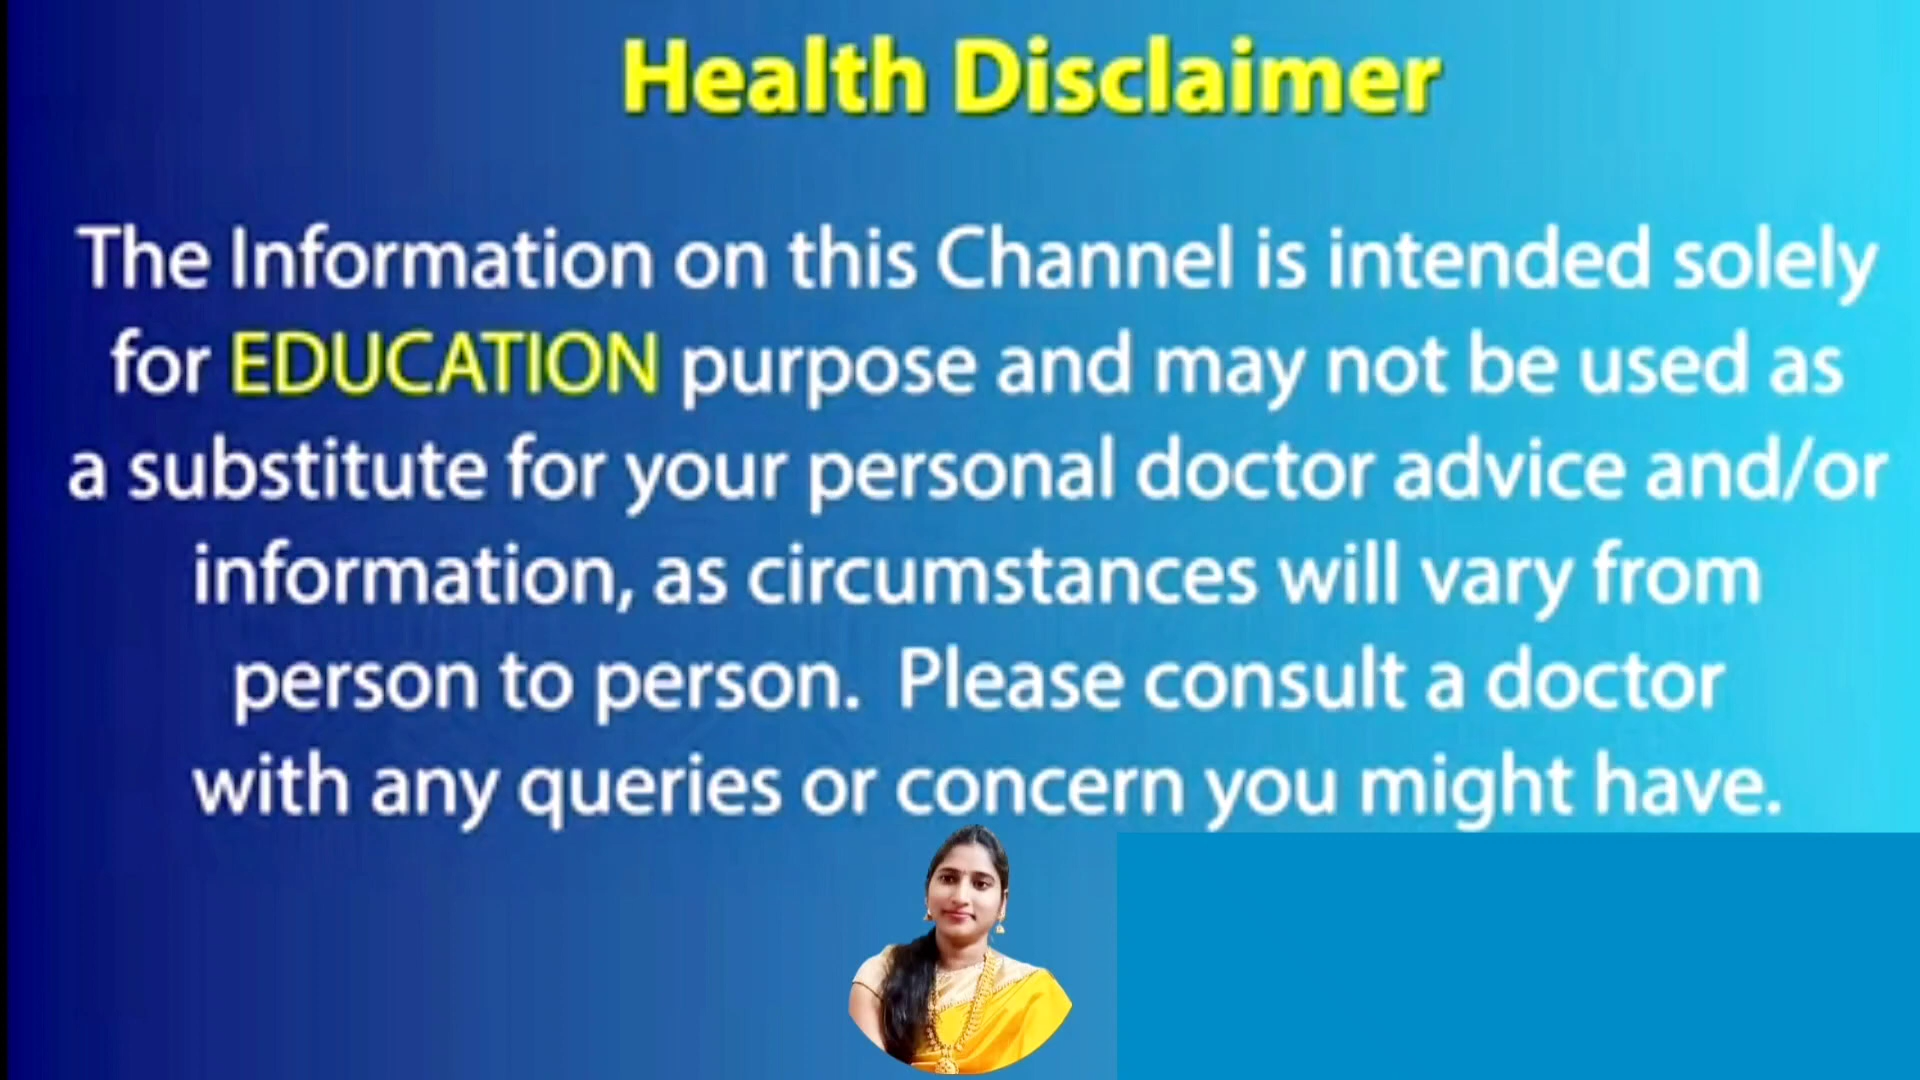 Health Disclaimer
The Information on this Channel is intended solely
for EDUCATION purpose and may not be used as
a substitute for your personal doctor advice and/or
information, as circumstances will vary from
person to person.  Please consult a doctor
with any queries or concern you might have.